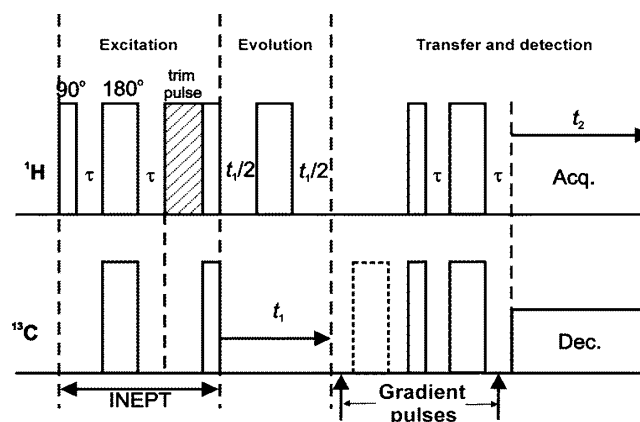 Excitation Evolution Transfer and detection
90° 180° trim
pulse
t₂
¹H τ τ t₁/2 t₁/2 τ τ Acq.
t₁
¹³C Dec.
INEPT Gradient
pulses